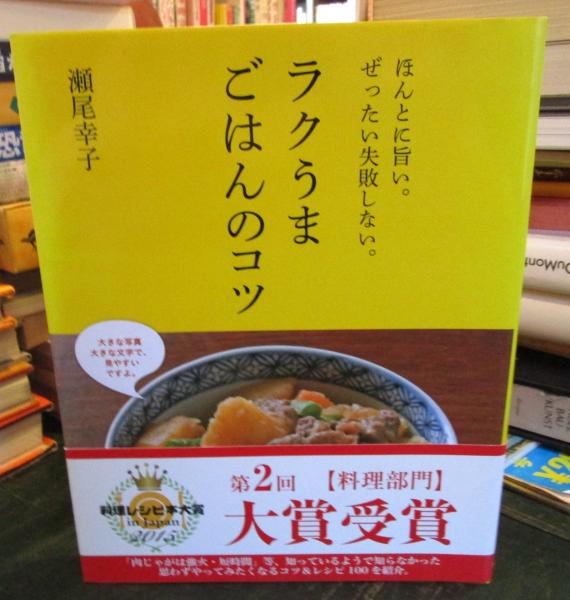 ほんとに旨い。
ぜったい失敗しない。
ラクうま
ごはんのコツ
瀬尾幸子
大きな写真
大きな文字で、
見やすい
ですよ。
第2回 【料理部門】
大賞受賞
料理レシピ本大賞
in Japan
2015
「肉じゃがは強火・短時間」等、知っているようで知らなかった
思わずやってみたくなるコツ&レシピ100を紹介。
DuMont
BAU
KUNST